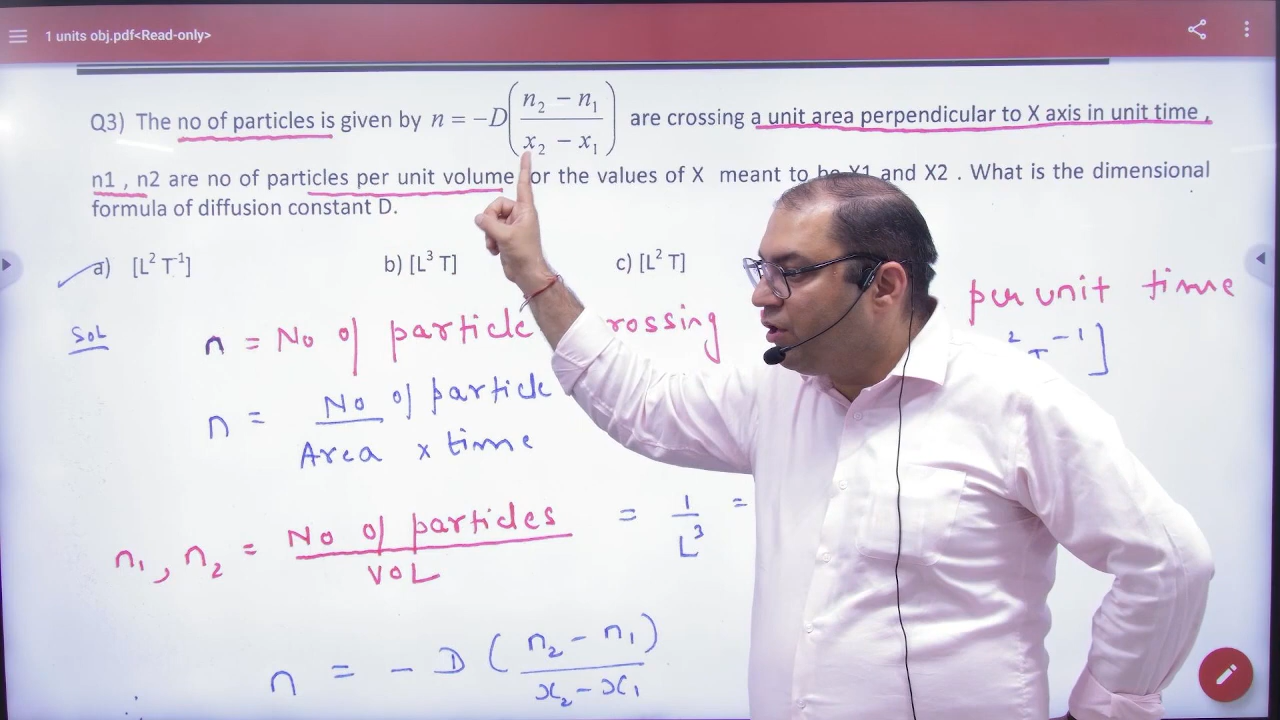 1 units obj.pdf<Read-only>
Q3) The no of particles is given by n = -D( (n₂ - n₁) / (x₂ - x₁) ) are crossing a unit area perpendicular to X axis in unit time ,
n1 , n2 are no of particles per unit volume for the values of X meant to be X1 and X2 . What is the dimensional
formula of diffusion constant D.
a) [L² T⁻¹] b) [L³ T] c) [L² T]
Sol n = No of particle crossing per unit time
n = No of particle / Area × time
n₁, n₂ = No of particles / VOL = 1 / L³ =
n = - D ( (n₂ - n₁) / (x₂ - x₁) )